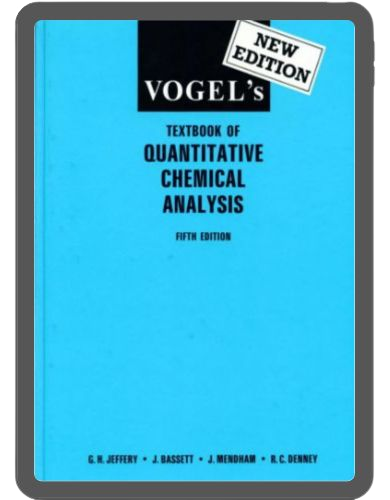 NEW
EDITION
VOGEL's
TEXTBOOK OF
QUANTITATIVE
CHEMICAL
ANALYSIS
FIFTH EDITION
G. H. JEFFERY • J. BASSETT • J. MENDHAM • R. C. DENNEY